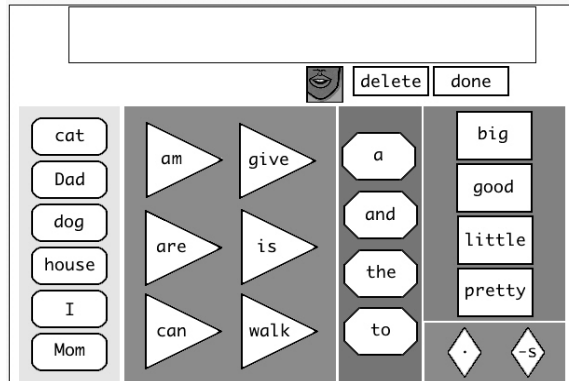 delete done
cat
Dad
dog
house
I
Mom
am give
are is
can walk
a
and
the
to
big
good
little
pretty
. -s